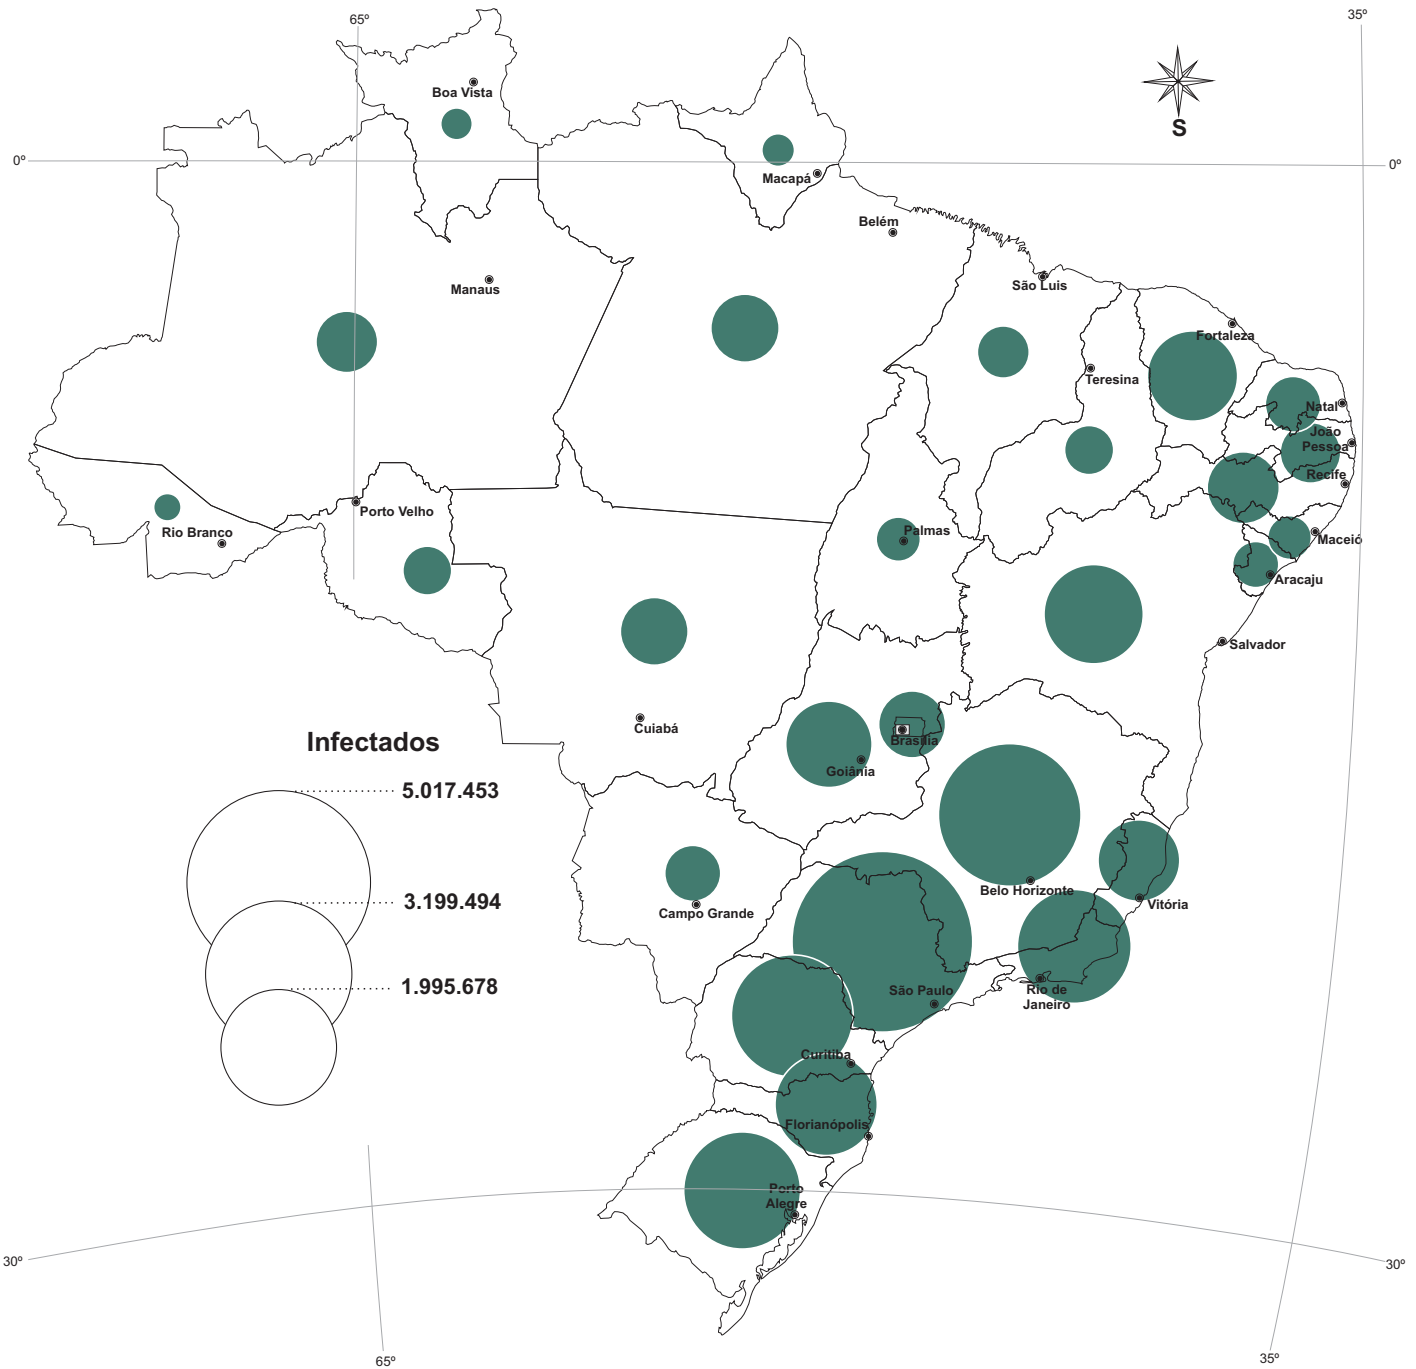 65º
35º
Boa Vista
S
0º
0º
Macapá
Belém
Manaus
São Luis
Fortaleza
Teresina
Natal
João
Pessoa
Recife
Porto Velho
Rio Branco
Palmas
Maceió
Aracaju
Salvador
Cuiabá
Brasília
Goiânia
Infectados
5.017.453
3.199.494
1.995.678
Belo Horizonte
Vitória
Campo Grande
São Paulo
Rio de
Janeiro
Curitiba
Florianópolis
Porto
Alegre
30º
30º
65º
35º